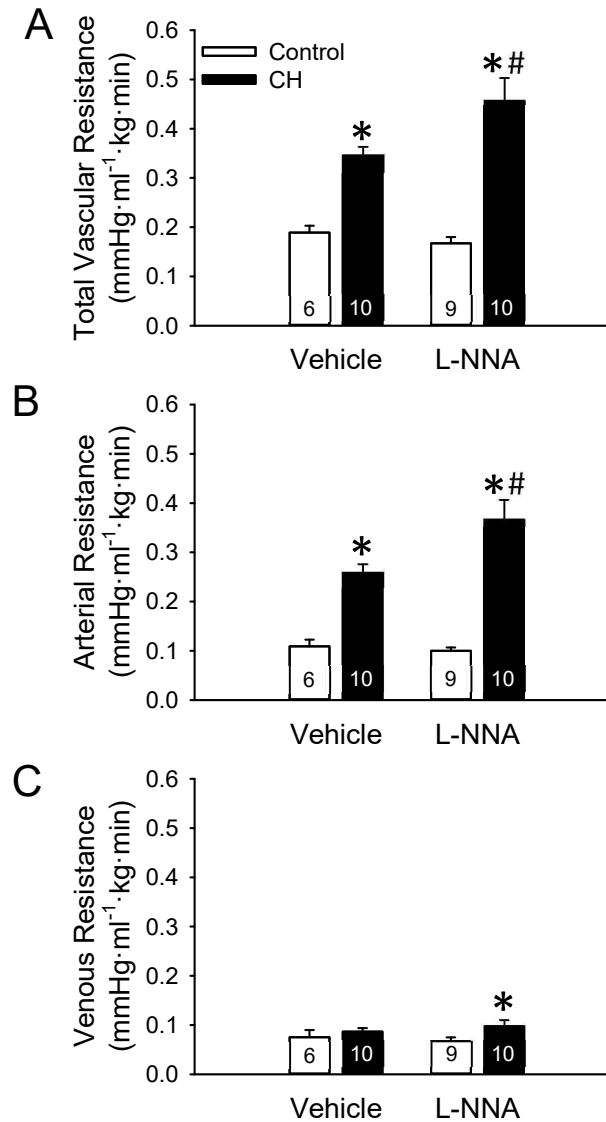 A
Total Vascular Resistance
(mmHg·ml⁻¹·kg·min)
0.6
0.5
0.4
0.3
0.2
0.1
0.0
Control
CH
*
*#
6
10
9
10
Vehicle
L-NNA
B
Arterial Resistance
(mmHg·ml⁻¹·kg·min)
0.6
0.5
0.4
0.3
0.2
0.1
0.0
*
*#
6
10
9
10
Vehicle
L-NNA
C
Venous Resistance
(mmHg·ml⁻¹·kg·min)
0.6
0.5
0.4
0.3
0.2
0.1
0.0
*
6
10
9
10
Vehicle
L-NNA